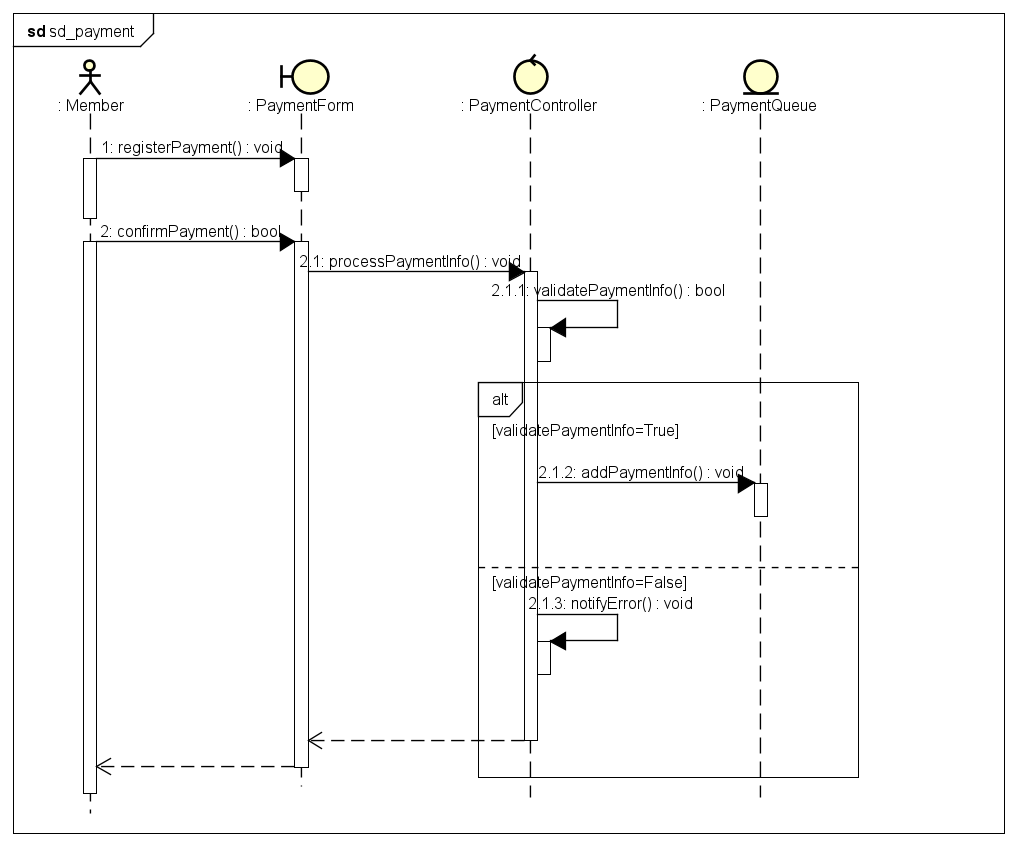 sd sd_payment
: Member
: PaymentForm
: PaymentController
: PaymentQueue
1: registerPayment() : void
2: confirmPayment() : bool
2.1: processPaymentInfo() : void
2.1.1: validatePaymentInfo() : bool
alt
[validatePaymentInfo=True]
2.1.2: addPaymentInfo() : void
[validatePaymentInfo=False]
2.1.3: notifyError() : void